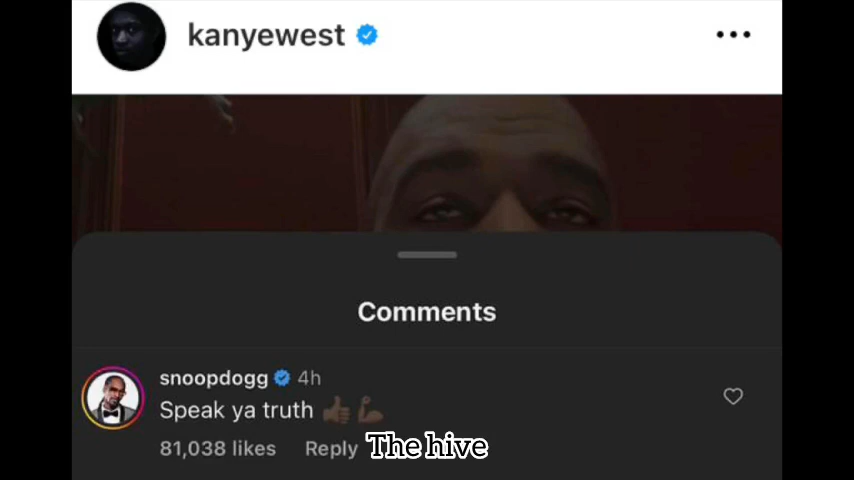 kanyewest
Comments
snoopdogg 4h
Speak ya truth 👍🏾💪🏾
81,038 likes Reply
The hive